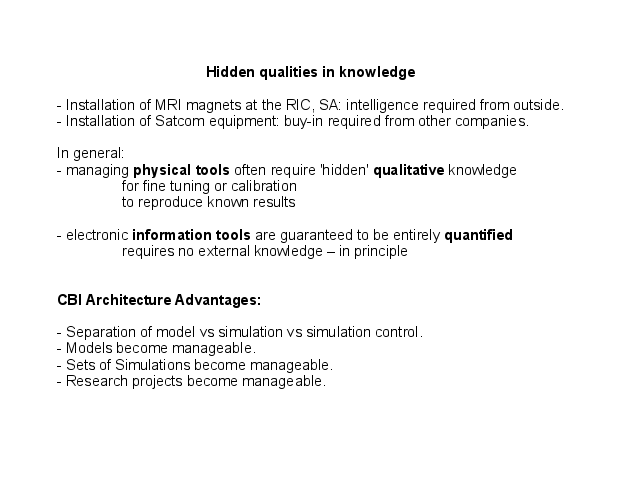 Hidden qualities in knowledge
- Installation of MRI magnets at the RIC, SA: intelligence required from outside.
- Installation of Satcom equipment: buy-in required from other companies.
In general:
- managing physical tools often require 'hidden' qualitative knowledge
for fine tuning or calibration
to reproduce known results
- electronic information tools are guaranteed to be entirely quantified
requires no external knowledge – in principle
CBI Architecture Advantages:
- Separation of model vs simulation vs simulation control.
- Models become manageable.
- Sets of Simulations become manageable.
- Research projects become manageable.